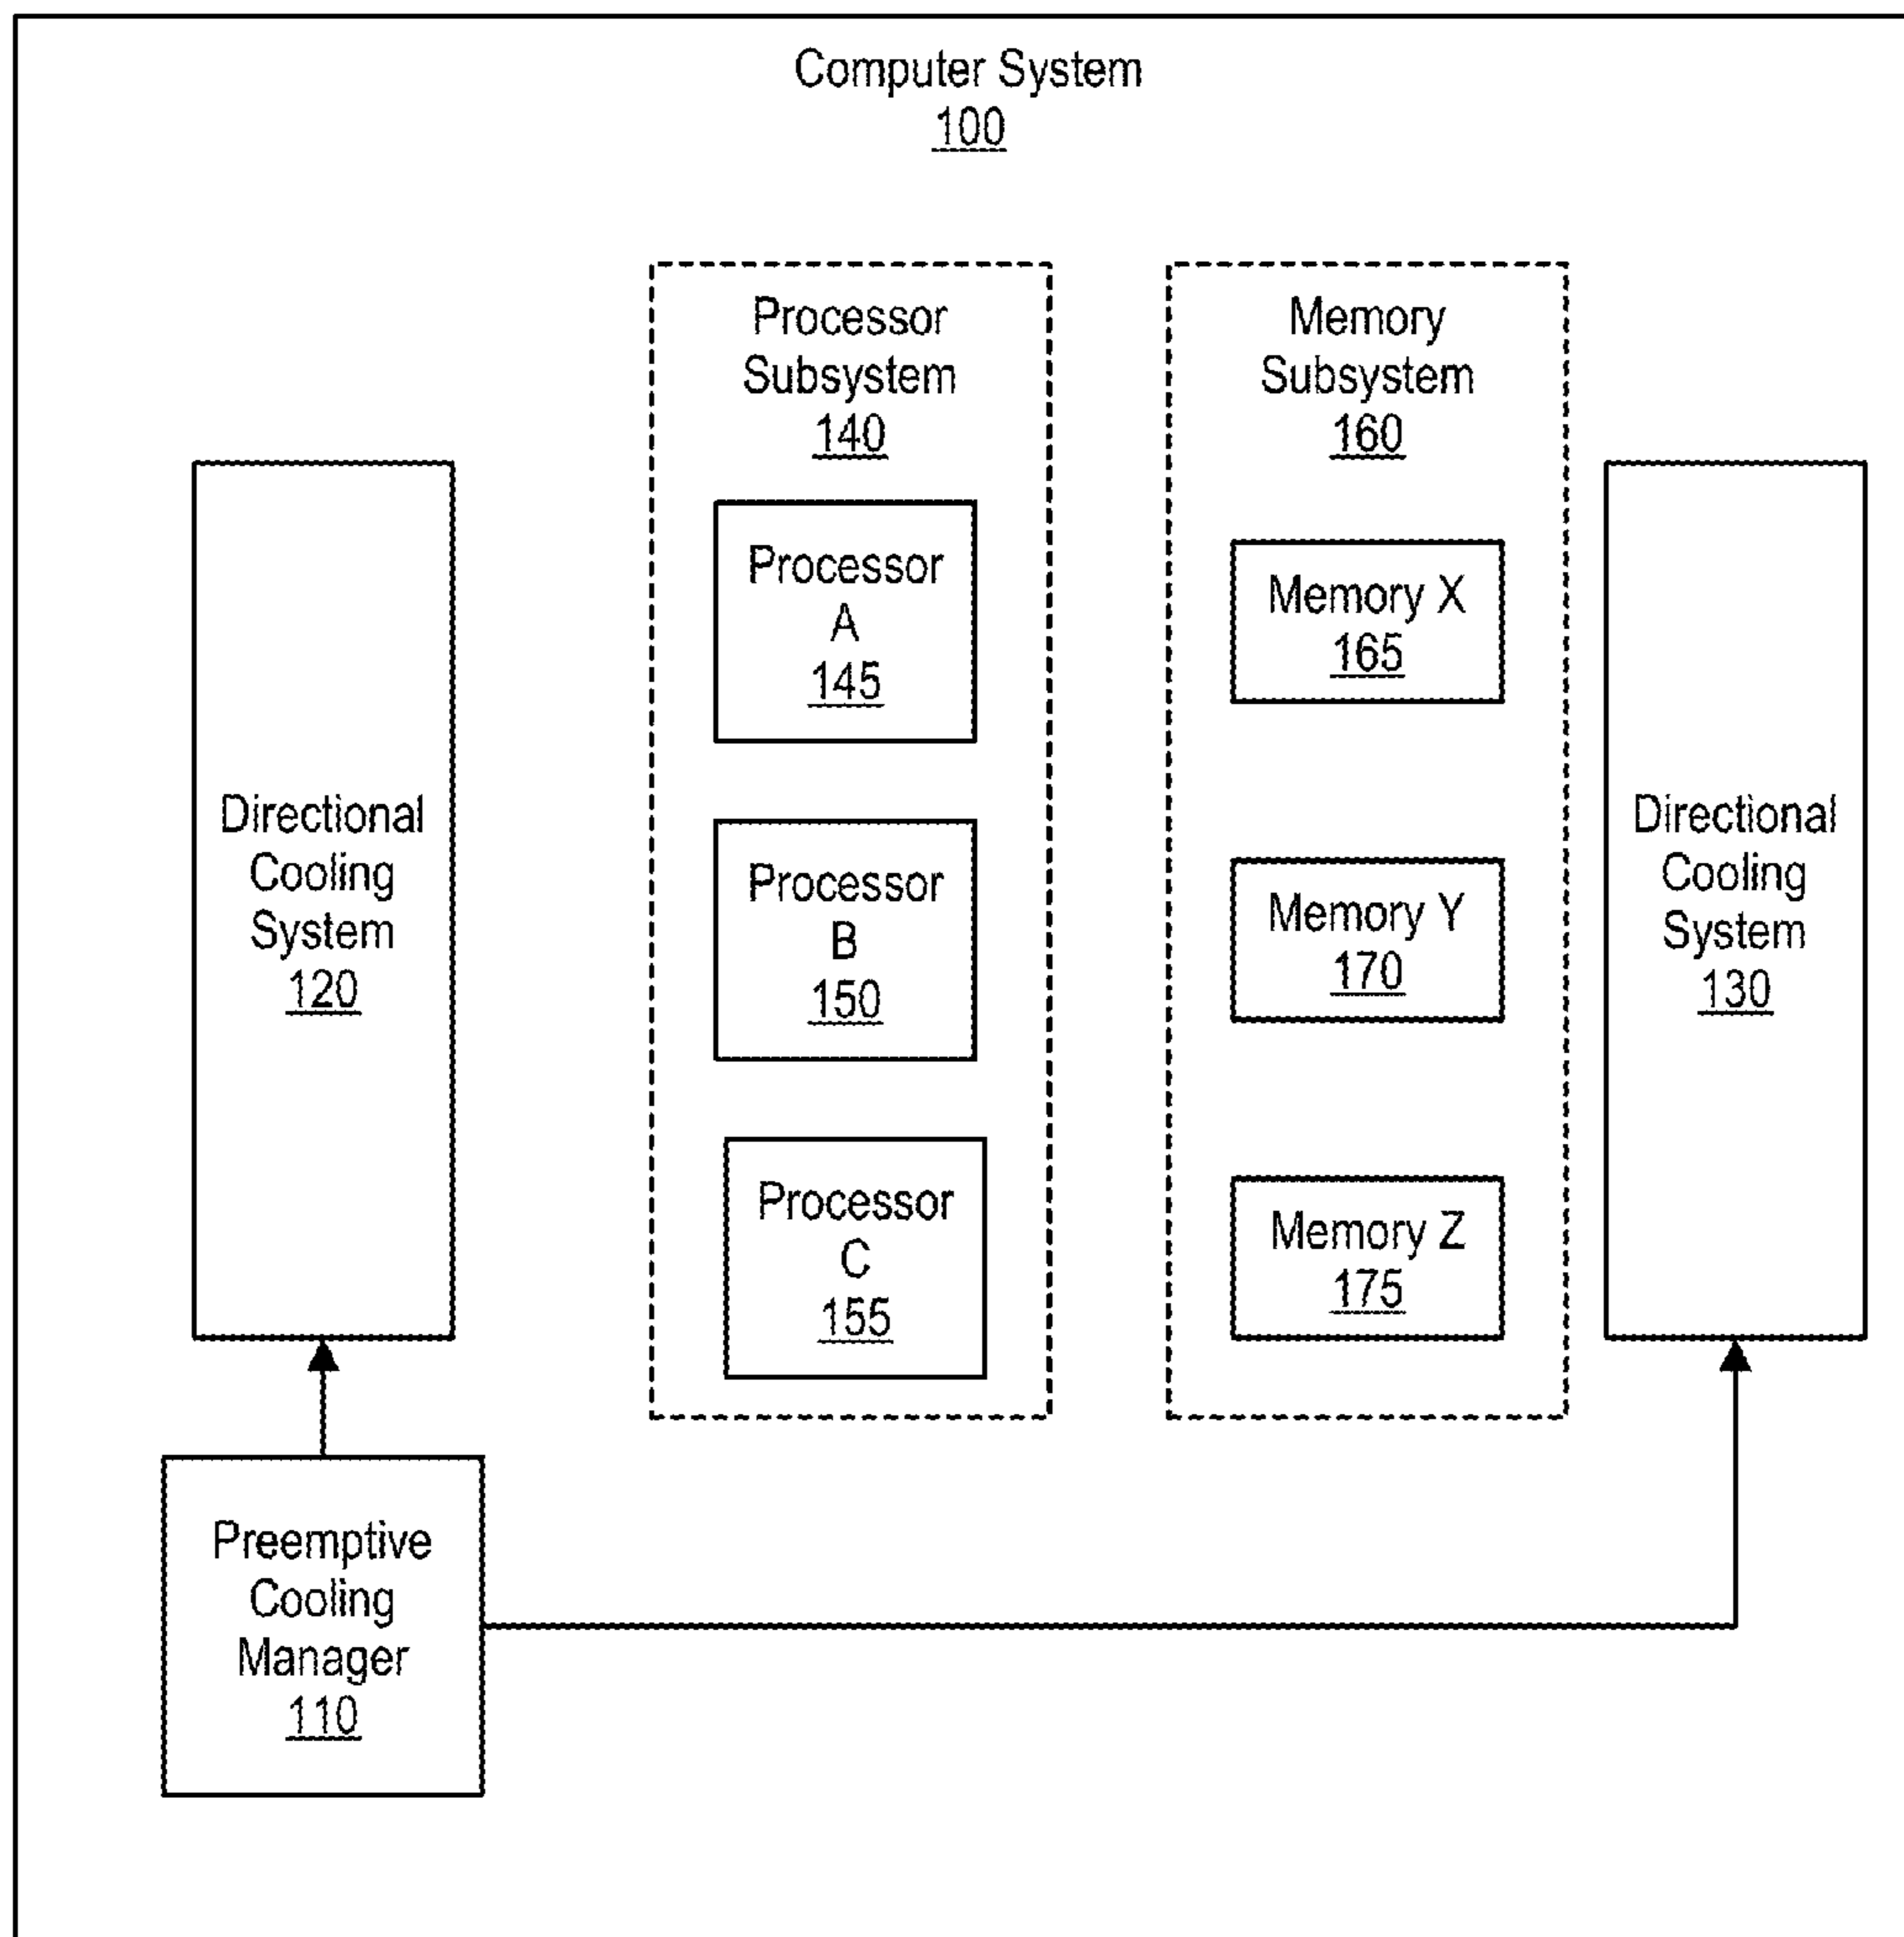 Computer System
100
Processor
Subsystem
140
Memory
Subsystem
160
Directional
Cooling
System
120
Processor
A
145
Processor
B
150
Processor
C
155
Memory X
165
Memory Y
170
Memory Z
175
Directional
Cooling
System
130
Preemptive
Cooling
Manager
110